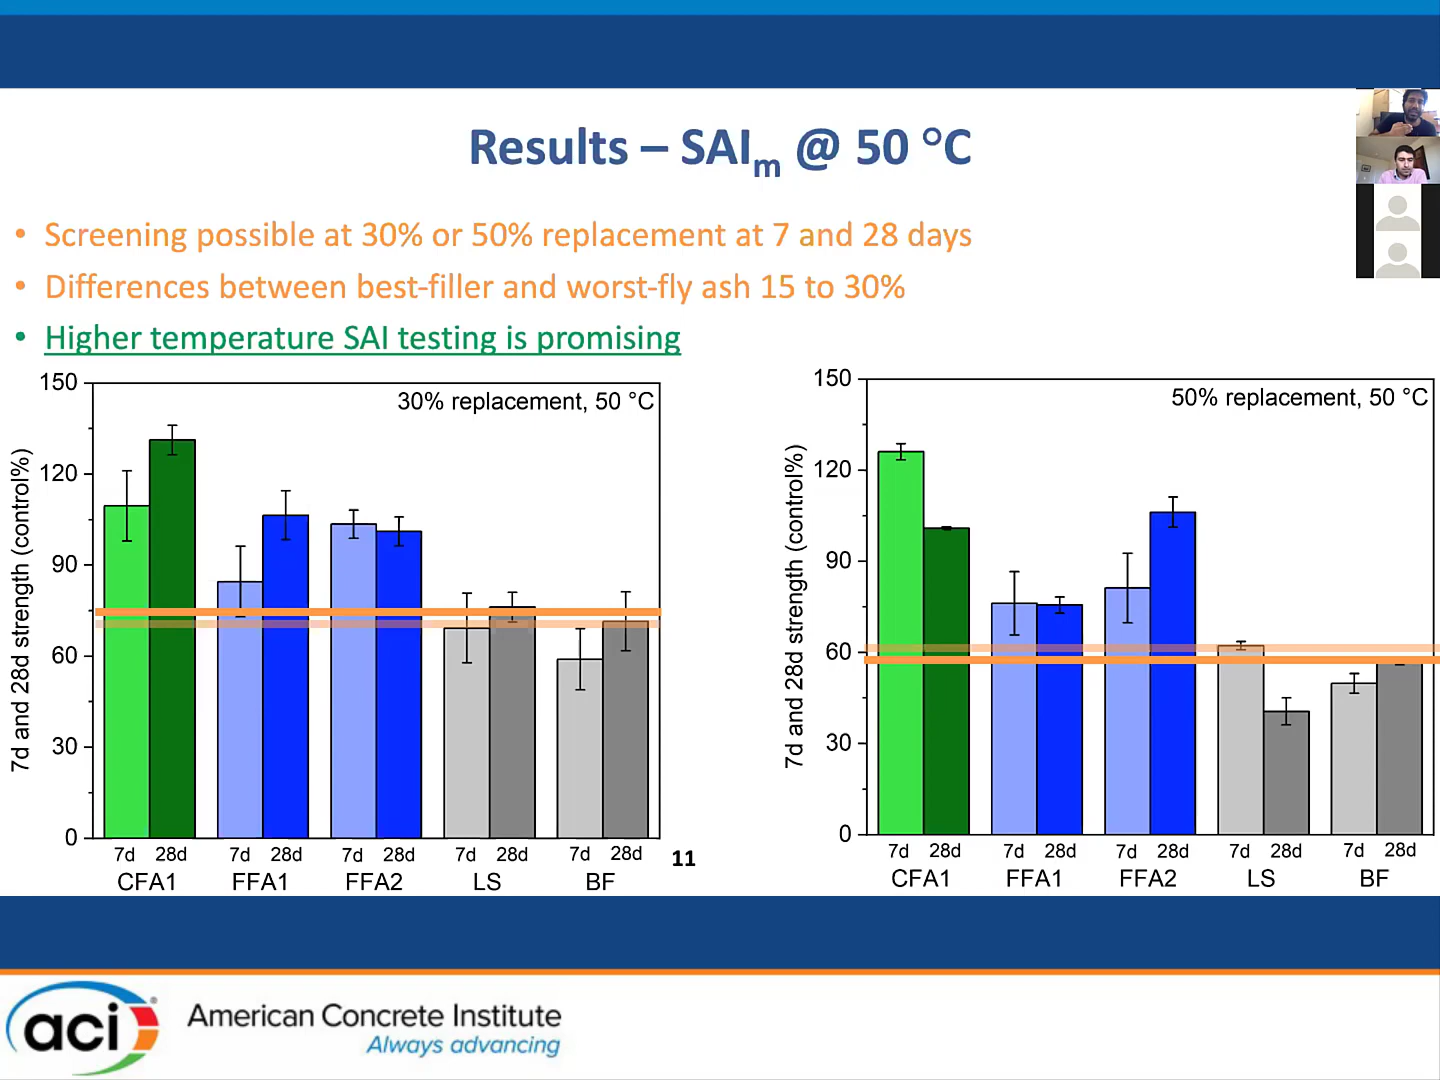 Results – SAIm @ 50 °C
• Screening possible at 30% or 50% replacement at 7 and 28 days
• Differences between best-filler and worst-fly ash 15 to 30%
• Higher temperature SAI testing is promising
7d and 28d strength (control%)
150
120
90
60
30
0
30% replacement, 50 °C
7d 28d 7d 28d 7d 28d 7d 28d 7d 28d
CFA1 FFA1 FFA2 LS BF
11
7d and 28d strength (control%)
150
120
90
60
30
0
50% replacement, 50 °C
7d 28d 7d 28d 7d 28d 7d 28d 7d 28d
CFA1 FFA1 FFA2 LS BF
aci
American Concrete Institute
Always advancing